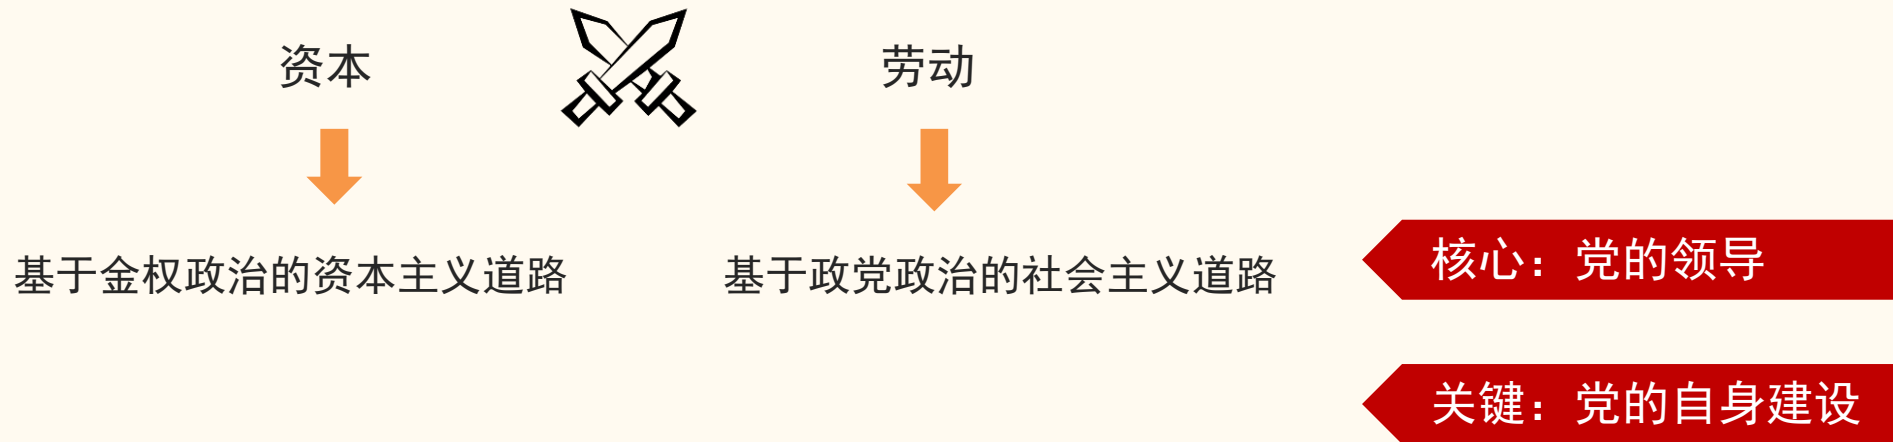 资本
劳动
基于金权政治的资本主义道路
基于政党政治的社会主义道路
核心：党的领导
关键：党的自身建设